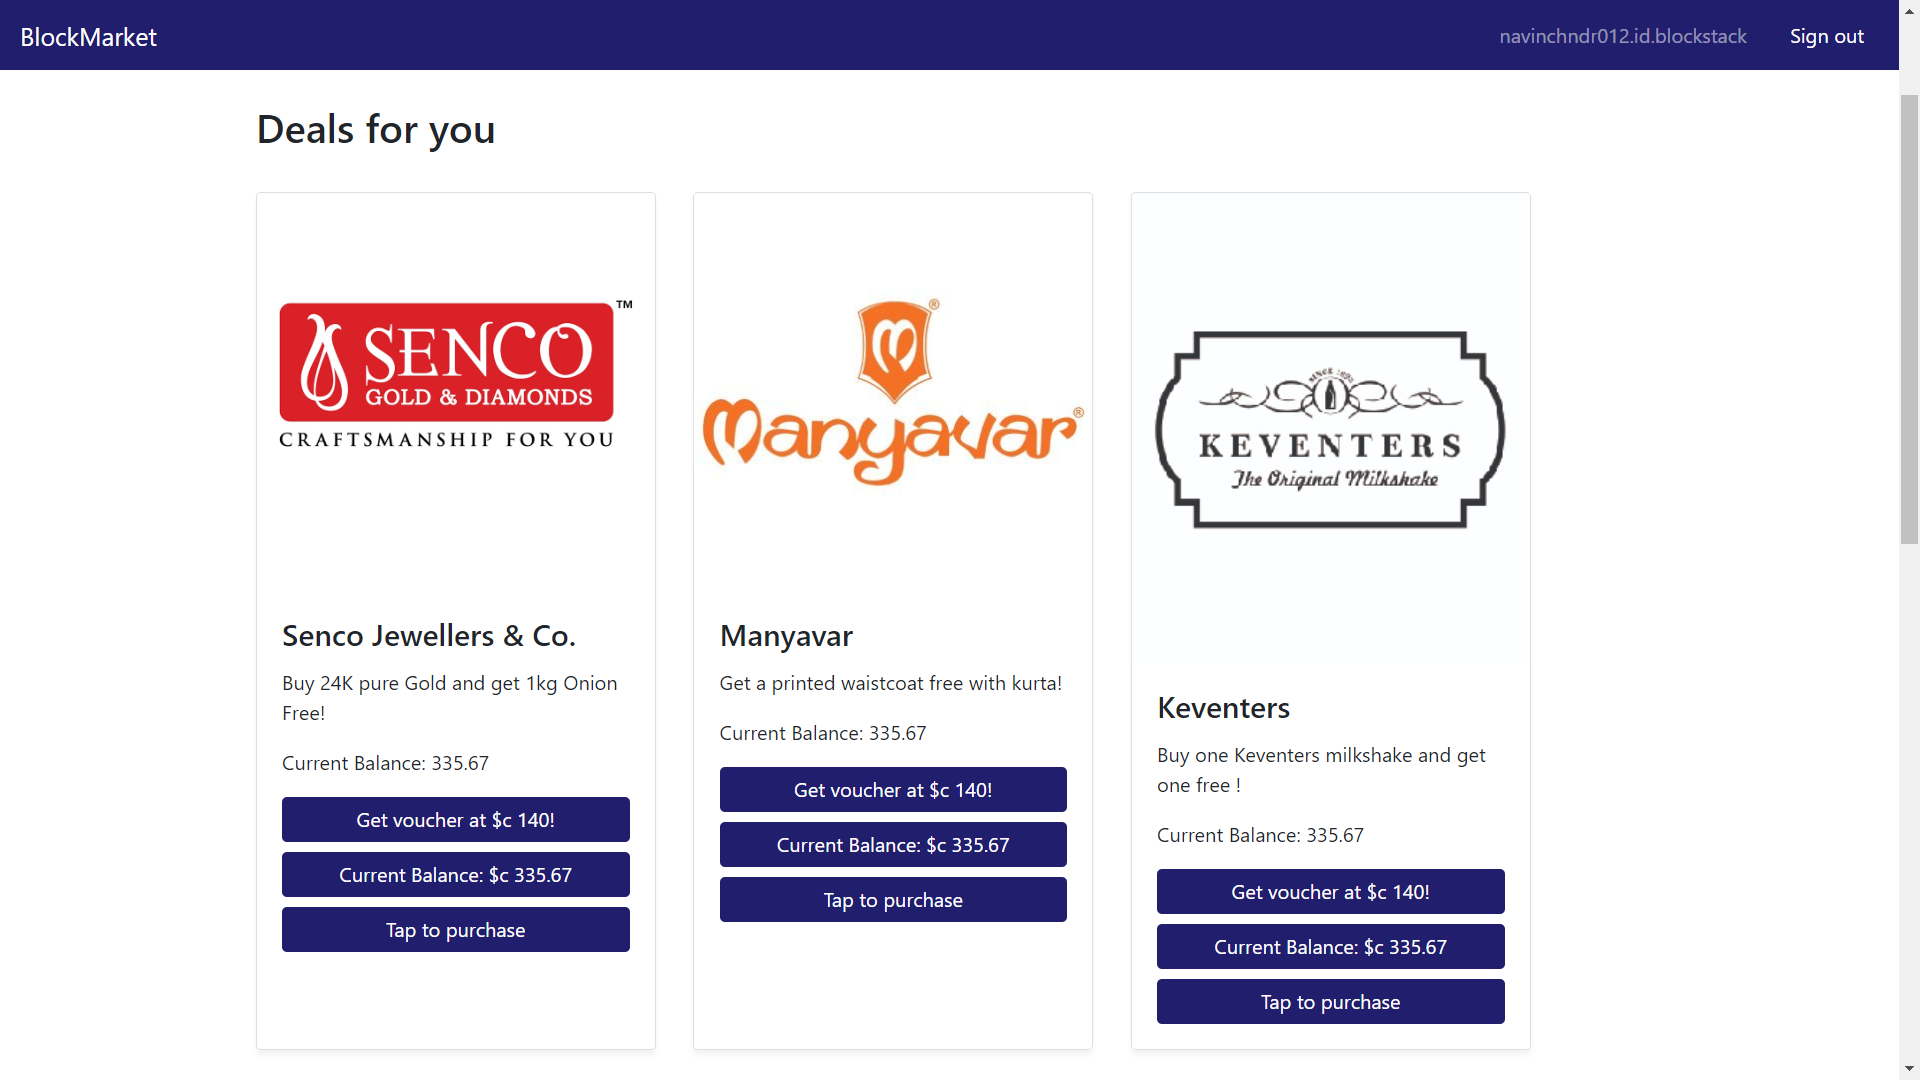 BlockMarket
navinchndr012.id.blockstack
Sign out
Deals for you
SENCO
TM
GOLD & DIAMONDS
CRAFTSMANSHIP FOR YOU
Senco Jewellers & Co.
Buy 24K pure Gold and get 1kg Onion
Free!
Current Balance: 335.67
Get voucher at $c 140!
Current Balance: $c 335.67
Tap to purchase
Manyavar
®
®
Manyavar
Get a printed waistcoat free with kurta!
Current Balance: 335.67
Get voucher at $c 140!
Current Balance: $c 335.67
Tap to purchase
SINCE
KEVENTERS
The Original Milkshake
Keventers
Buy one Keventers milkshake and get
one free !
Current Balance: 335.67
Get voucher at $c 140!
Current Balance: $c 335.67
Tap to purchase